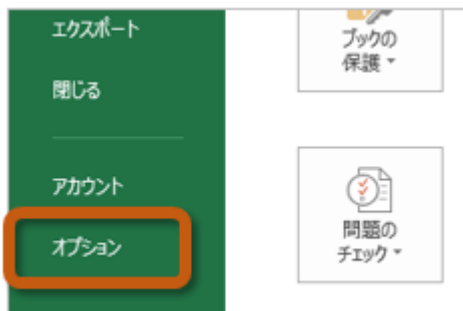 エクスポート
閉じる
アカウント
オプション
ブックの
保護
問題の
チェック